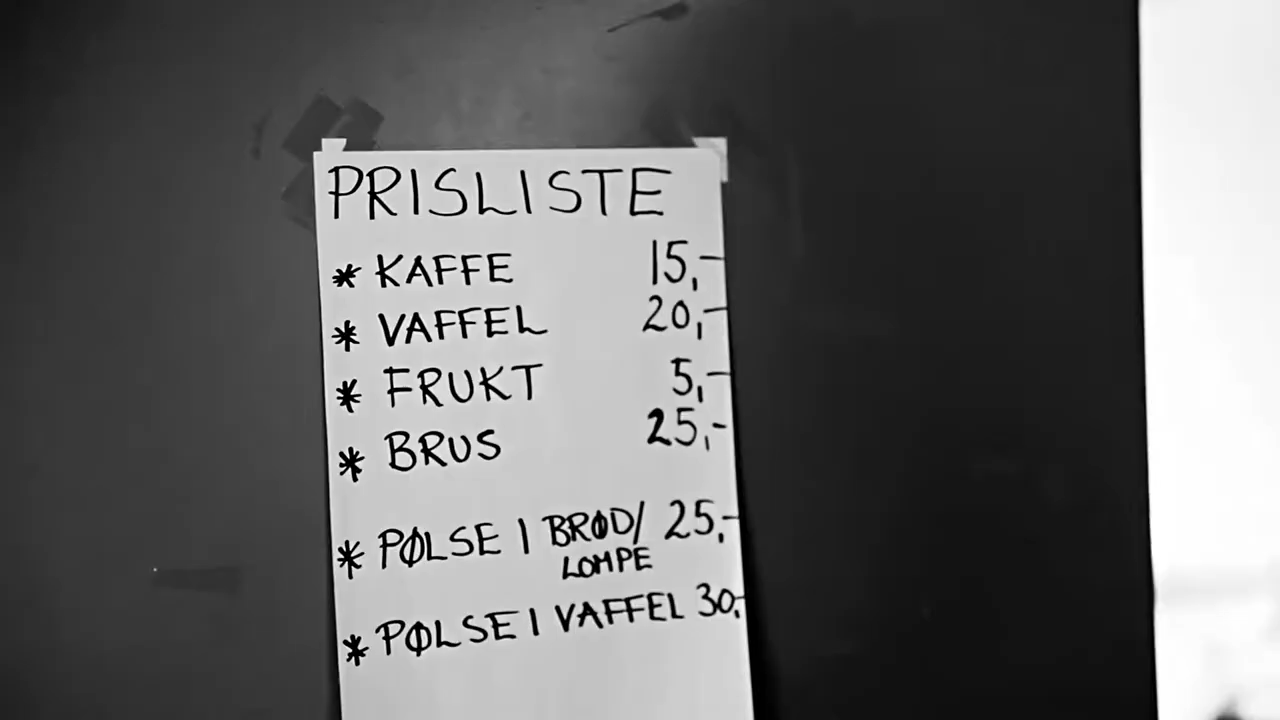 PRISLISTE
* KAFFE 15,-
* VAFFEL 20,-
* FRUKT 5,-
* BRUS 25,-
* PØLSE I BRØD/ 25,-
LOMPE
* PØLSE I VAFFEL 30,-